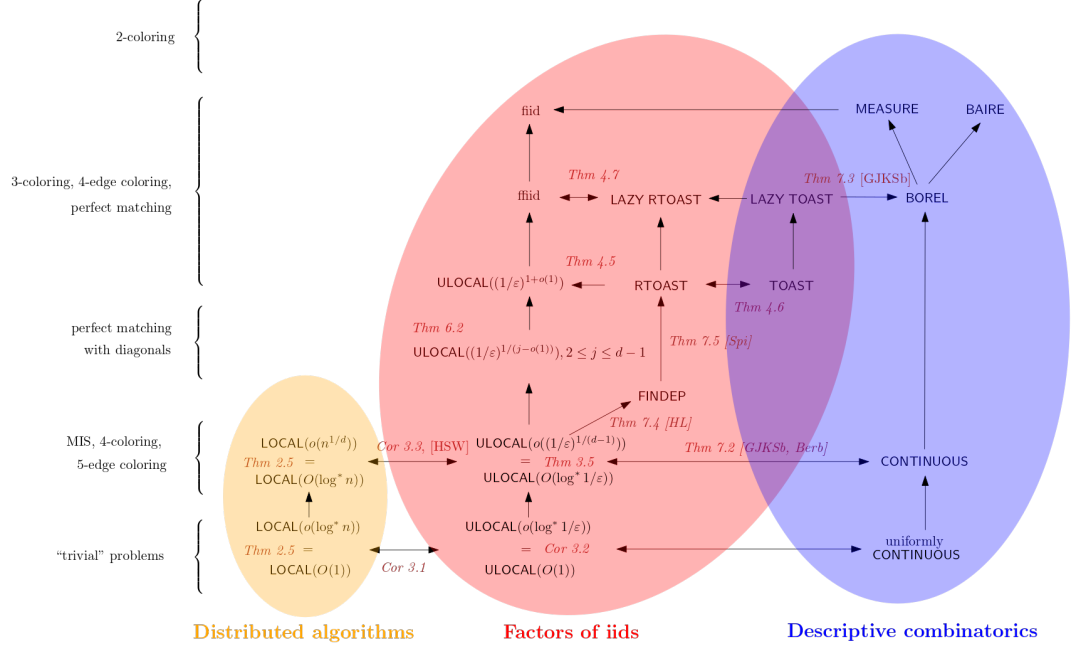 2-coloring
fiid
MEASURE
BAIRE
3-coloring, 4-edge coloring,
perfect matching
Thm 4.7
Thm 7.3 [GJKSb]
ffiid
LAZY RTOAST
LAZY TOAST
BOREL
Thm 4.5
ULOCAL((1/ε)^{1+o(1)})
RTOAST
TOAST
Thm 4.6
perfect matching
with diagonals
Thm 6.2
Thm 7.5 [Spi]
ULOCAL((1/ε)^{1/(j−o(1))}), 2 ≤ j ≤ d − 1
FINDEP
Thm 7.4 [HL]
MIS, 4-coloring,
5-edge coloring
LOCAL(o(n^{1/d}))
Thm 2.5 =
LOCAL(O(log* n))
Cor 3.3, [HSW]
ULOCAL(o((1/ε)^{1/(d−1)}))
= Thm 3.5
ULOCAL(O(log* 1/ε))
Thm 7.2 [GJKSb, Berb]
CONTINUOUS
"trivial" problems
LOCAL(o(log* n))
Thm 2.5 =
LOCAL(O(1))
Cor 3.1
ULOCAL(o(log* 1/ε))
= Cor 3.2
ULOCAL(O(1))
uniformly
CONTINUOUS
Distributed algorithms
Factors of iids
Descriptive combinatorics